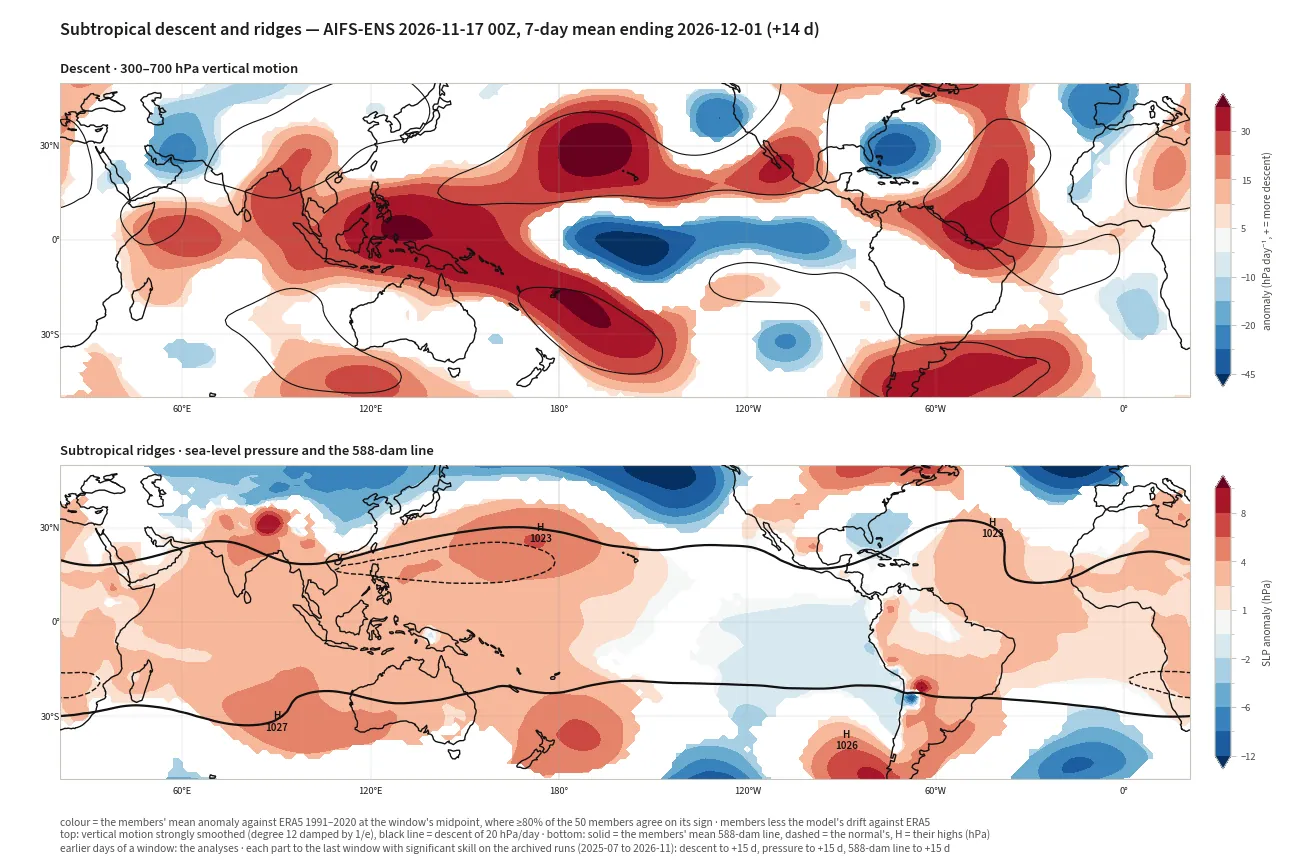 Subtropical descent and ridges — AIFS-ENS 2026-11-17 00Z, 7-day mean ending 2026-12-01 (+14 d)
Descent · 300–700 hPa vertical motion
30°N
0°
30°S
60°E
120°E
180°
120°W
60°W
0°
30
15
5
−10
−20
−45
anomaly (hPa day⁻¹, + = more descent)
Subtropical ridges · sea-level pressure and the 588-dam line
H
1023
H
1023
H
1027
H
1026
30°N
0°
30°S
60°E
120°E
180°
120°W
60°W
0°
8
4
1
−2
−6
−12
SLP anomaly (hPa)
colour = the members' mean anomaly against ERA5 1991–2020 at the window's midpoint, where ≥80% of the 50 members agree on its sign · members less the model's drift against ERA5
top: vertical motion strongly smoothed (degree 12 damped by 1/e), black line = descent of 20 hPa/day · bottom: solid = the members' mean 588-dam line, dashed = the normal's, H = their highs (hPa)
earlier days of a window: the analyses · each part to the last window with significant skill on the archived runs (2025-07 to 2026-11): descent to +15 d, pressure to +15 d, 588-dam line to +15 d